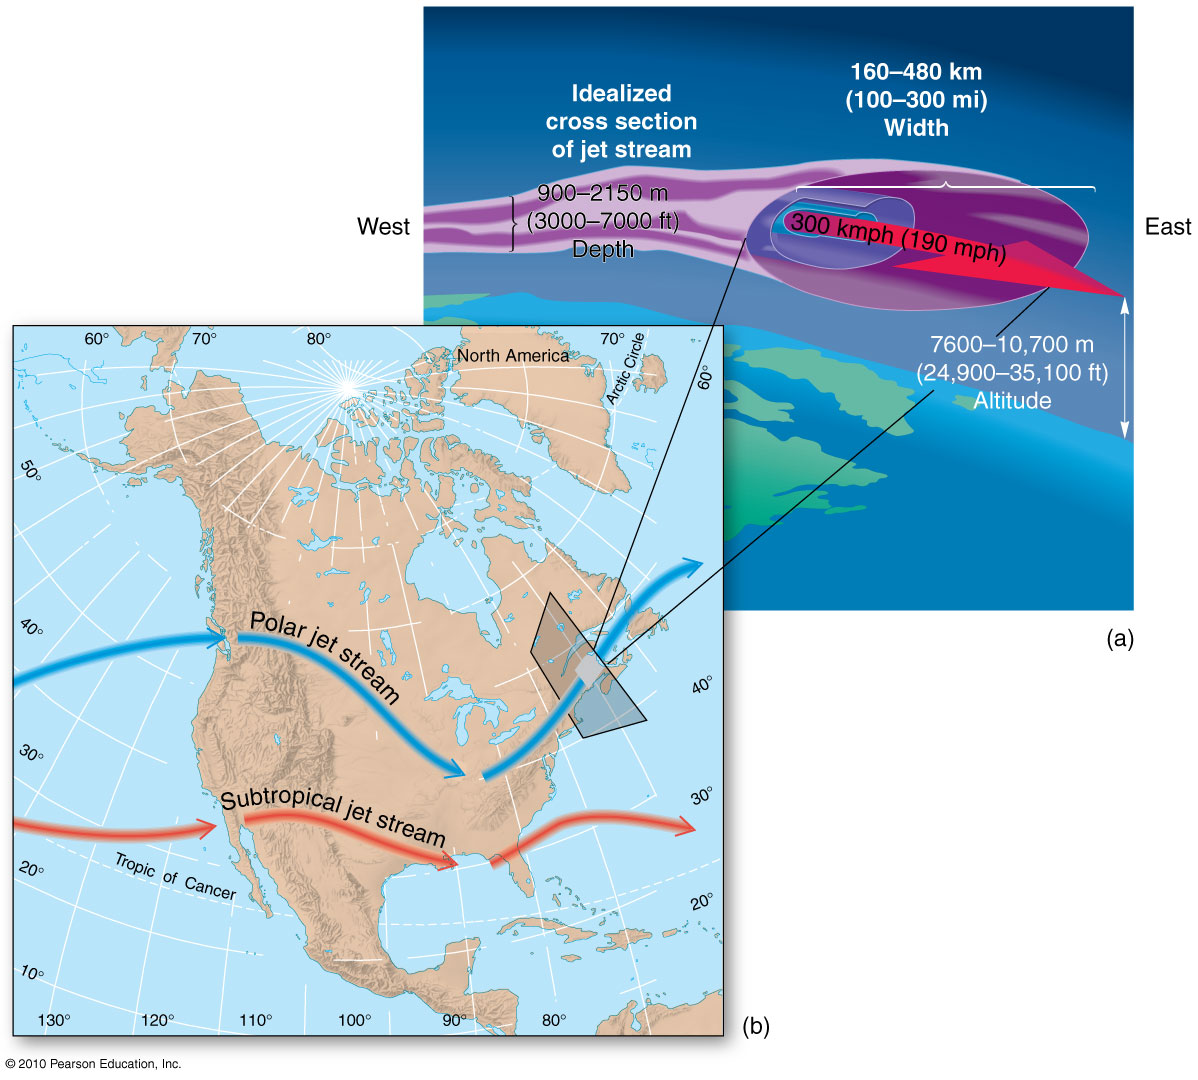 160–480 km
(100–300 mi)
Width
Idealized
cross section
of jet stream
900–2150 m
(3000–7000 ft)
Depth
West
300 kmph (190 mph)
East
7600–10,700 m
(24,900–35,100 ft)
Altitude
(a)
60°
70°
80°
70°
60°
North America
Arctic Circle
50°
40°
30°
20°
10°
Polar jet stream
Subtropical jet stream
Tropic of Cancer
40°
30°
20°
130°
120°
110°
100°
90°
80°
(b)
© 2010 Pearson Education, Inc.